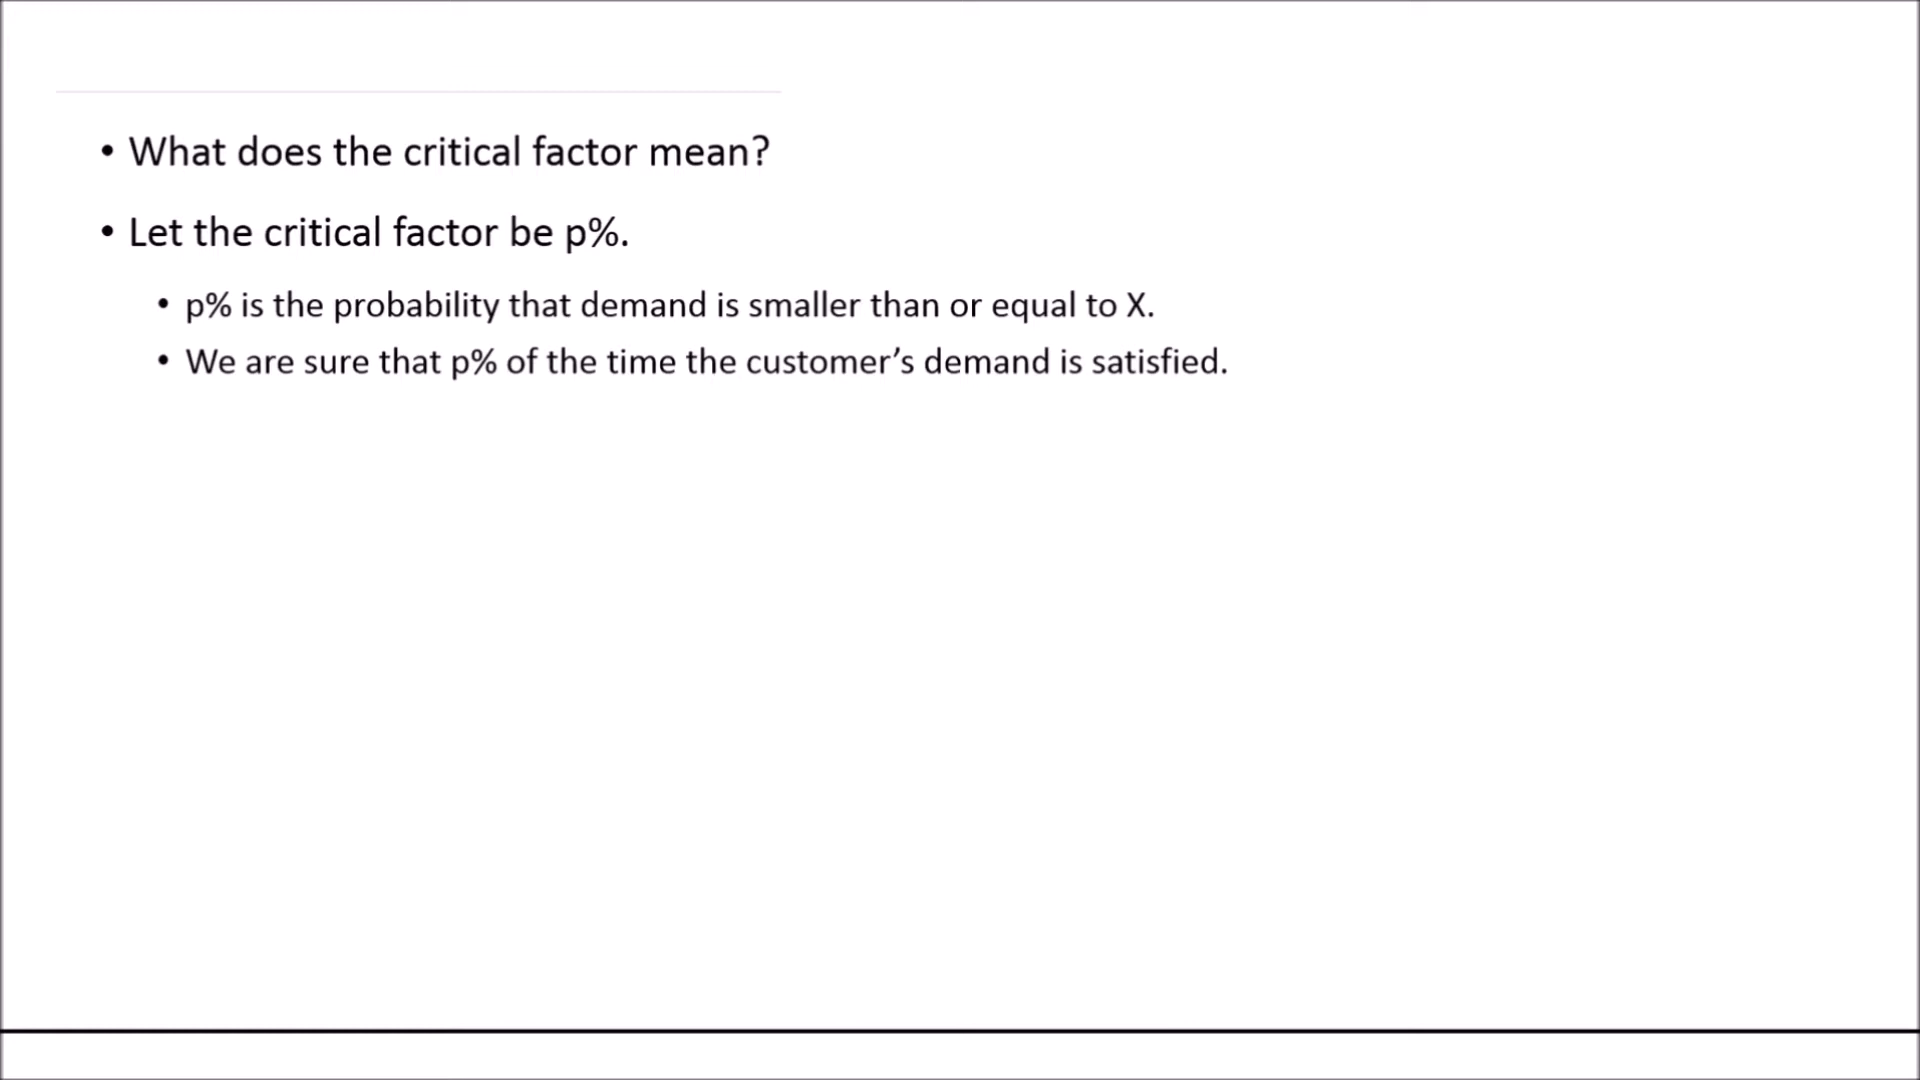 • What does the critical factor mean?
• Let the critical factor be p%.
• p% is the probability that demand is smaller than or equal to X.
• We are sure that p% of the time the customer’s demand is satisfied.